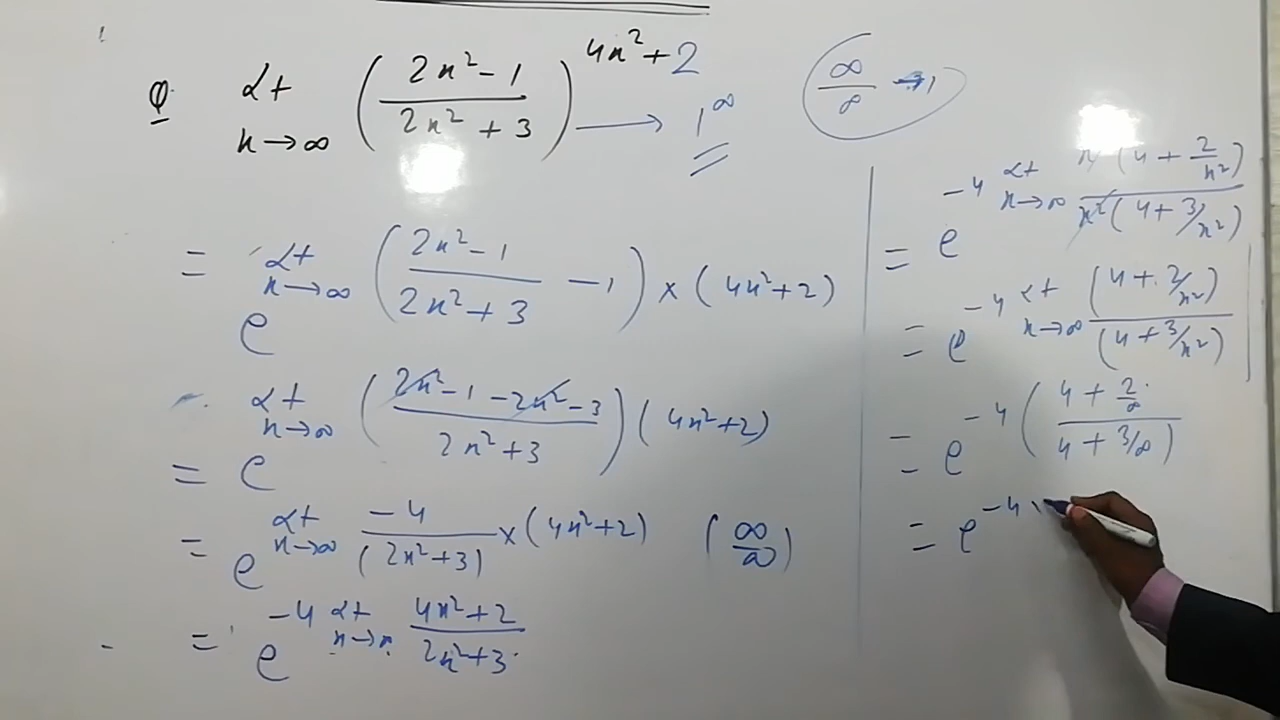 Q. Lt n→∞ ( (2n² - 1) / (2n² + 3) )^(4n² + 2) → 1^∞
( ∞/∞ → 1 )
= e^( Lt n→∞ ( (2n² - 1)/(2n² + 3) - 1 ) × (4n² + 2) )
= e^( Lt n→∞ ( (2n² - 1 - 2n² - 3)/(2n² + 3) ) (4n² + 2) )
= e^( Lt n→∞ -4/(2n² + 3) × (4n² + 2) ) (∞/∞)
= e^( -4 Lt n→∞ (4n² + 2)/(2n² + 3) )
= e^( -4 Lt n→∞ n²(4 + 2/n²) / n²(4 + 3/n²) )
= e^( -4 Lt n→∞ (4 + 2/n²) / (4 + 3/n²) )
= e^( -4 ( (4 + 2/∞) / (4 + 3/∞) ) )
= e^( -4